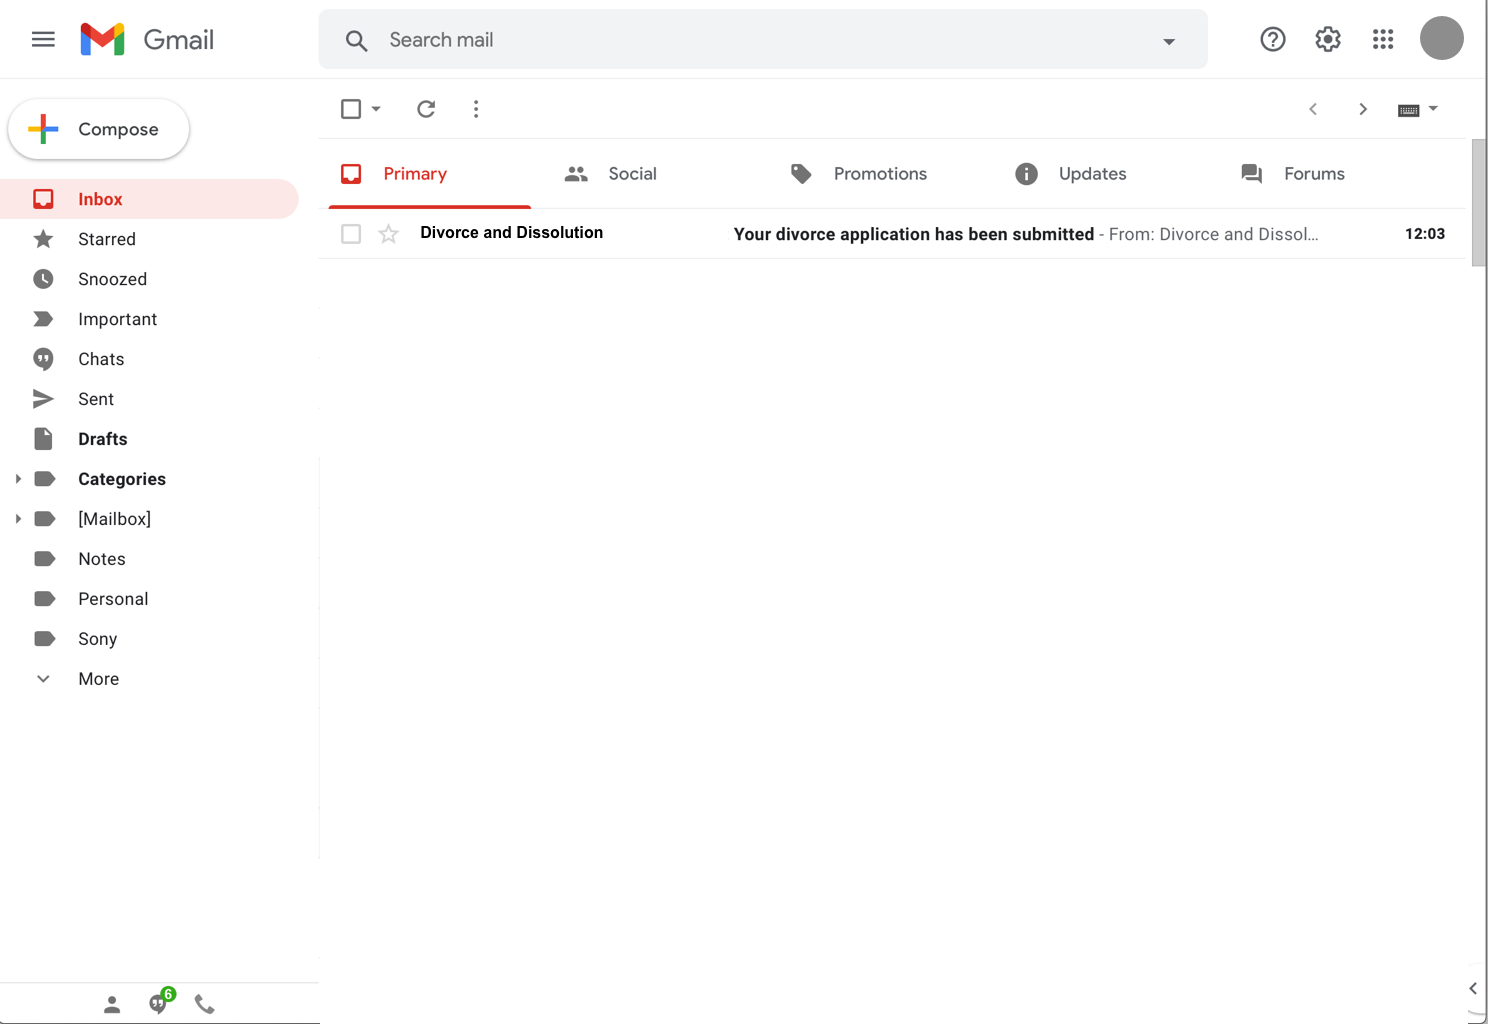 Gmail
Search mail
Compose
Inbox
Starred
Snoozed
Important
Chats
Sent
Drafts
Categories
[Mailbox]
Notes
Personal
Sony
More
6
Primary
Social
Promotions
Updates
Forums
Divorce and Dissolution
Your divorce application has been submitted - From: Divorce and Dissol...
12:03